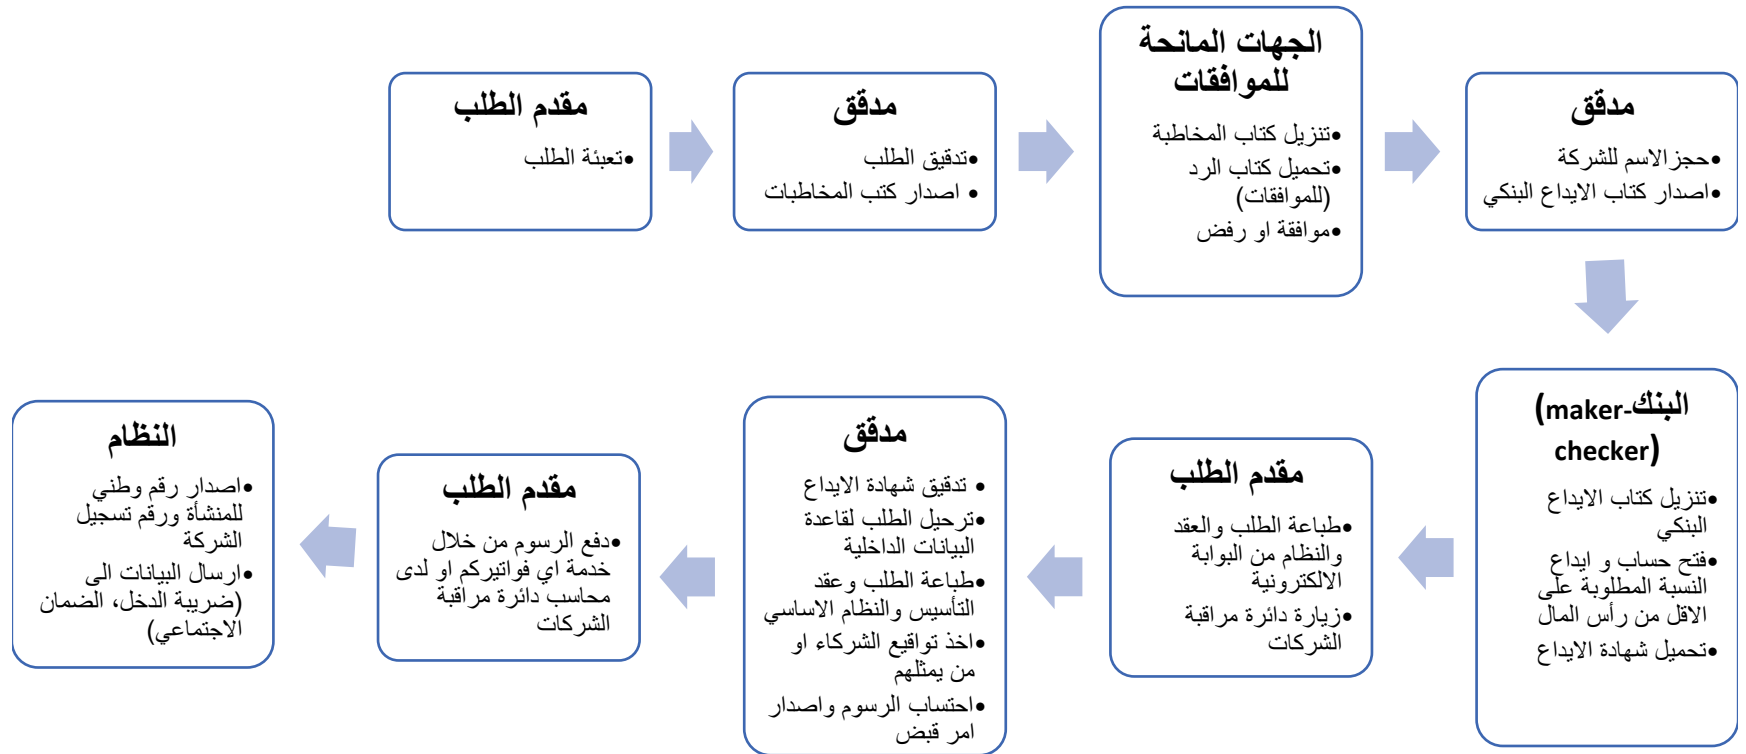 مقدم الطلب
•تعبئة الطلب
مدقق
•تدقيق الطلب
• اصدار كتب المخاطبات
الجهات المانحة
للموافقات
•تنزيل كتاب المخاطبة
•تحميل كتاب الرد
(للموافقات)
•موافقة او رفض
مدقق
•حجزالاسم للشركة
•اصدار كتاب الايداع البنكي
البنك-maker)
(checker
•تنزيل كتاب الايداع
البنكي
•فتح حساب و ايداع
النسبة المطلوبة على
الاقل من رأس المال
•تحميل شهادة الايداع
مقدم الطلب
•طباعة الطلب والعقد
والنظام من البوابة
الالكترونية
•زيارة دائرة مراقبة
الشركات
مدقق
• تدقيق شهادة الايداع
•ترحيل الطلب لقاعدة
البيانات الداخلية
•طباعة الطلب وعقد
التأسيس والنظام الاساسي
•اخذ تواقيع الشركاء او
من يمثلهم
•احتساب الرسوم واصدار
امر قبض
مقدم الطلب
•دفع الرسوم من خلال
خدمة اي فواتيركم او لدى
محاسب دائرة مراقبة
الشركات
النظام
•اصدار رقم وطني
للمنشأة ورقم تسجيل
الشركة
•ارسال البيانات الى
(ضريبة الدخل، الضمان
الاجتماعي)